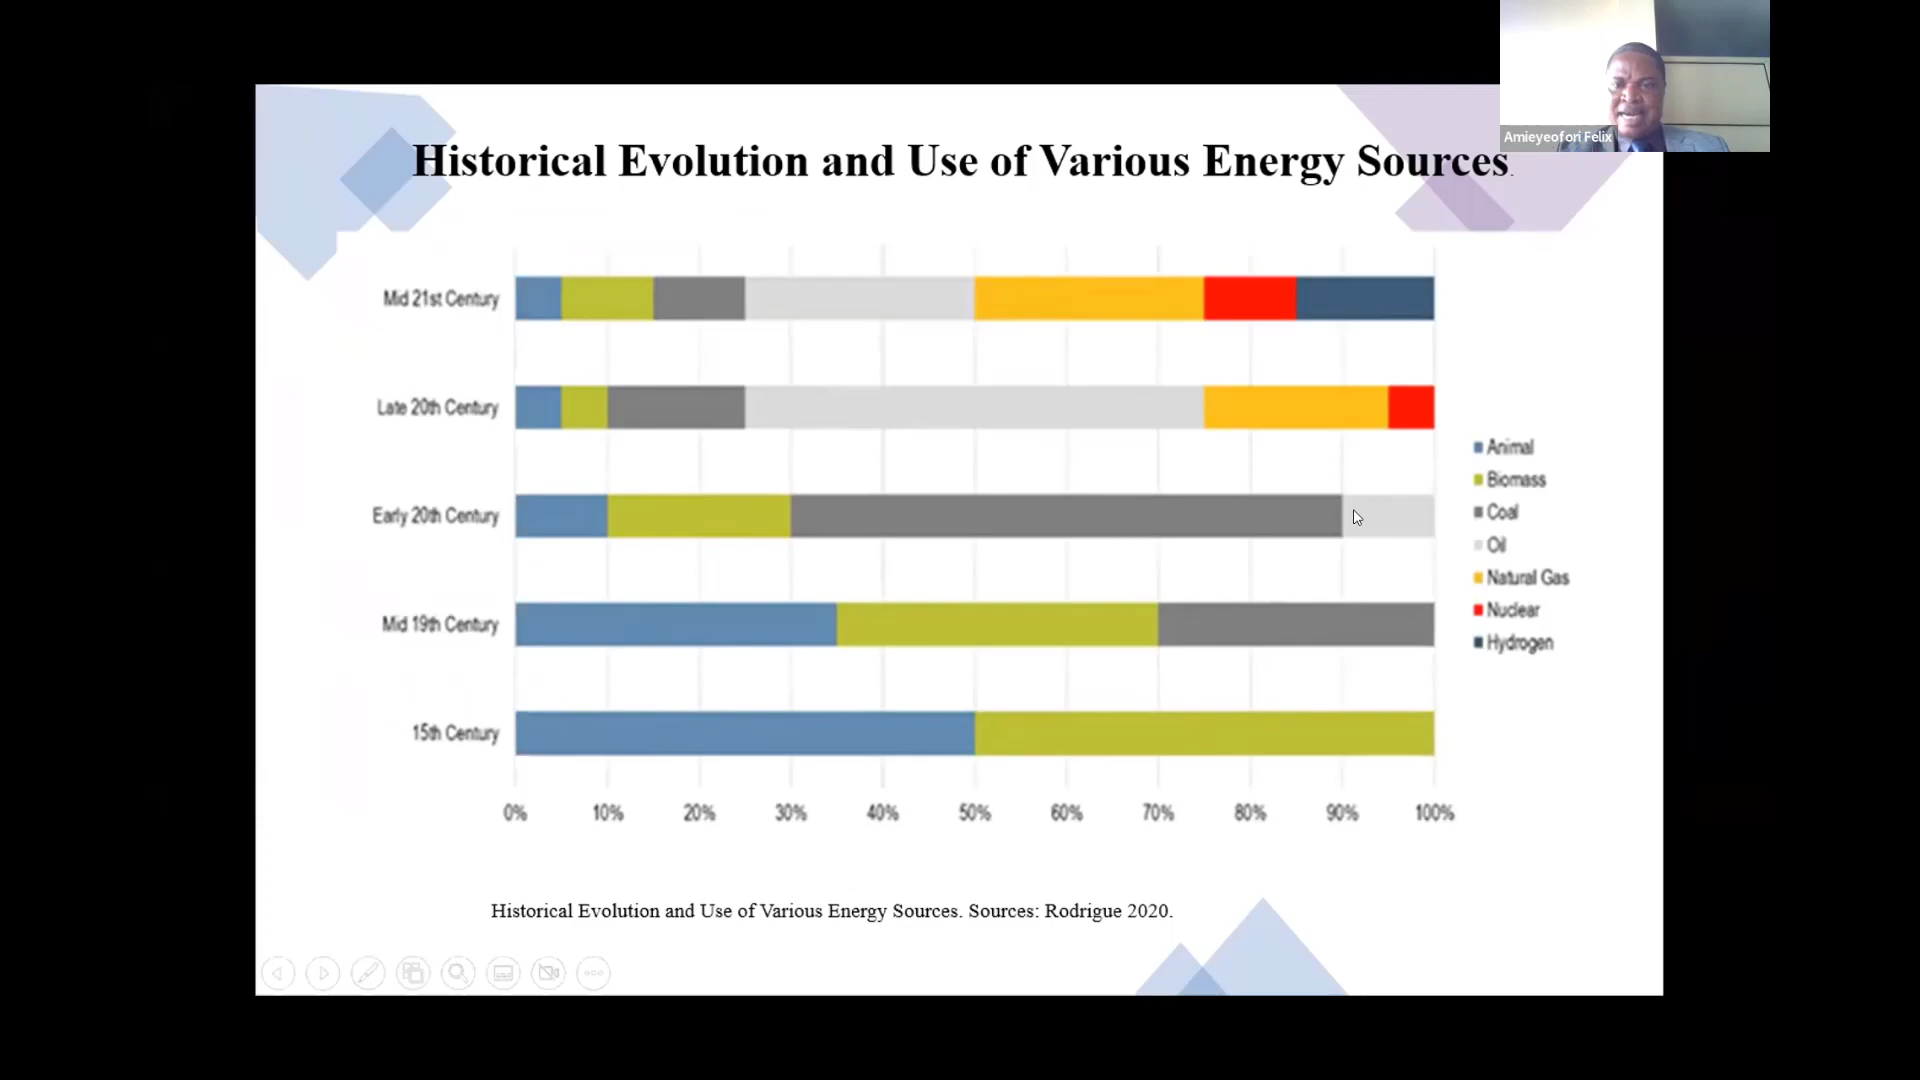 Amieyeofori Felix
Historical Evolution and Use of Various Energy Sources.
Mid 21st Century
Late 20th Century
Early 20th Century
Mid 19th Century
15th Century
0% 10% 20% 30% 40% 50% 60% 70% 80% 90% 100%
Animal
Biomass
Coal
Oil
Natural Gas
Nuclear
Hydrogen
Historical Evolution and Use of Various Energy Sources. Sources: Rodrigue 2020.